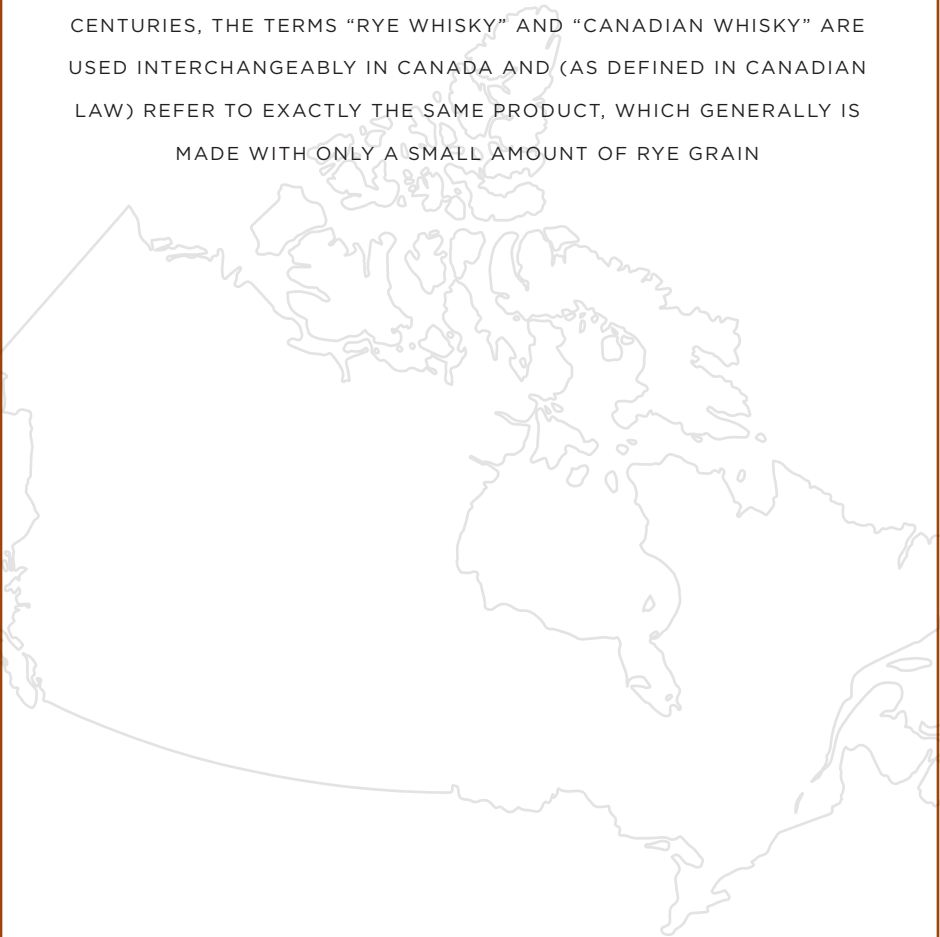 CENTURIES, THE TERMS “RYE WHISKY” AND “CANADIAN WHISKY” ARE
USED INTERCHANGEABLY IN CANADA AND (AS DEFINED IN CANADIAN
LAW) REFER TO EXACTLY THE SAME PRODUCT, WHICH GENERALLY IS
MADE WITH ONLY A SMALL AMOUNT OF RYE GRAIN